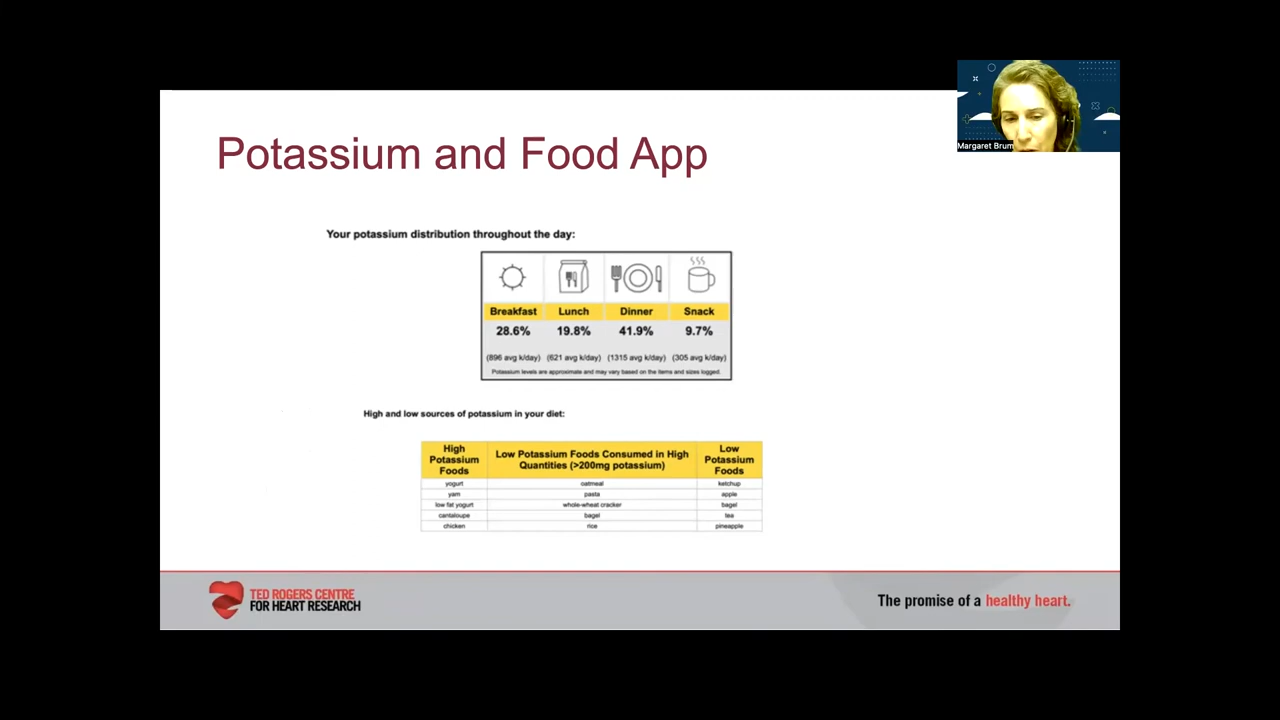 Potassium and Food App
Margaret Brum
Your potassium distribution throughout the day:
Breakfast Lunch Dinner Snack
28.6% 19.8% 41.9% 9.7%
(896 avg k/day) (621 avg k/day) (1315 avg k/day) (305 avg k/day)
Potassium levels are approximate and may vary based on the items and sizes logged.
High and low sources of potassium in your diet:
High Potassium Foods Low Potassium Foods Consumed in High Quantities (>200mg potassium) Low Potassium Foods
yogurt oatmeal ketchup
yam pasta apple
low fat yogurt whole-wheat cracker bagel
cantaloupe bagel tea
chicken rice pineapple
TED ROGERS CENTRE
FOR HEART RESEARCH
The promise of a healthy heart.